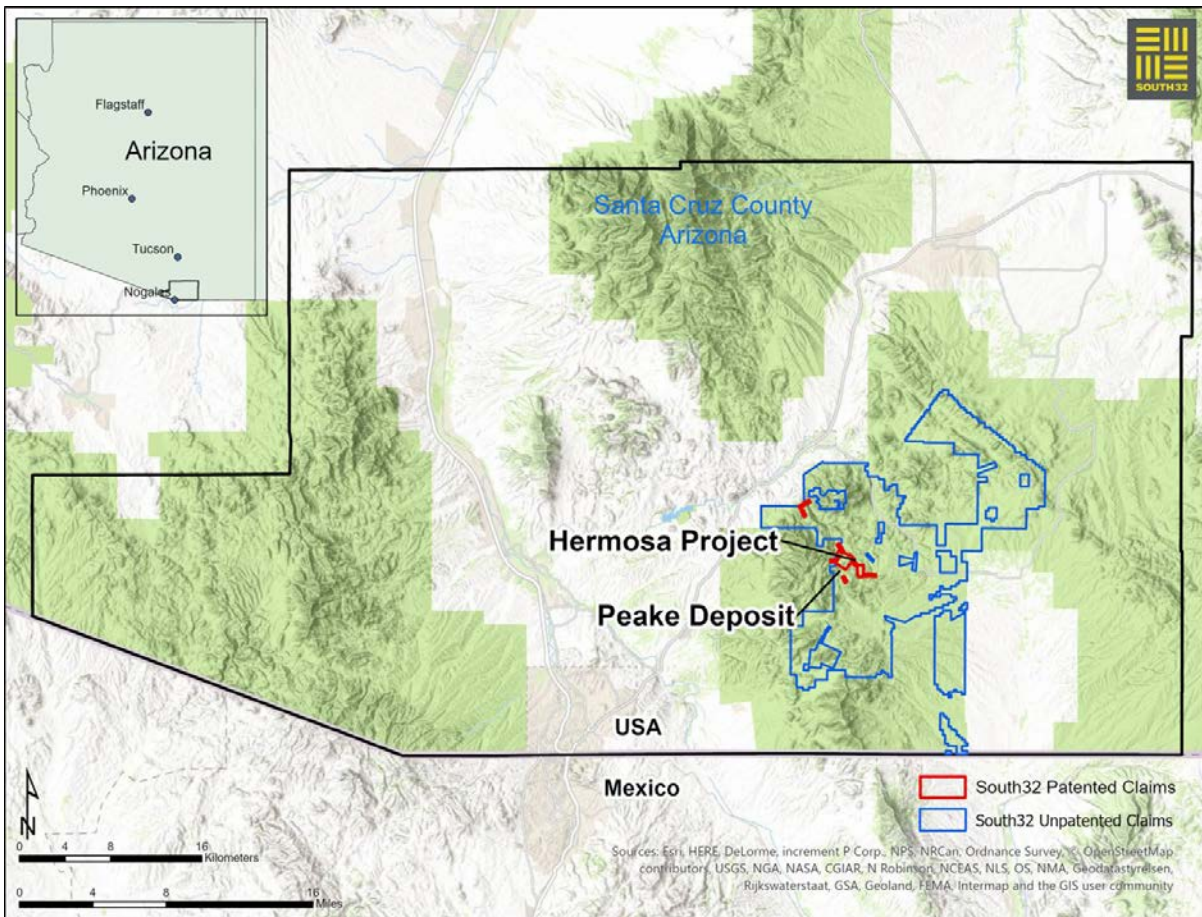 SOUTH32
Flagstaff
Arizona
Phoenix
Tucson
Nogales
Santa Cruz County
Arizona
Hermosa Project
Peake Deposit
USA
Mexico
South32 Patented Claims
South32 Unpatented Claims
N
0 4 8 16
Kilometers
0 4 8 16
Miles
Sources: Esri, HERE, DeLorme, increment P Corp., NPS, NRCan, Ordnance Survey, © OpenStreetMap
contributors, USGS, NGA, NASA, CGIAR, N Robinson, NCEAS, NLS, OS, NMA, Geodatastyrelsen,
Rijkswaterstaat, GSA, Geoland, FEMA, Intermap and the GIS user community